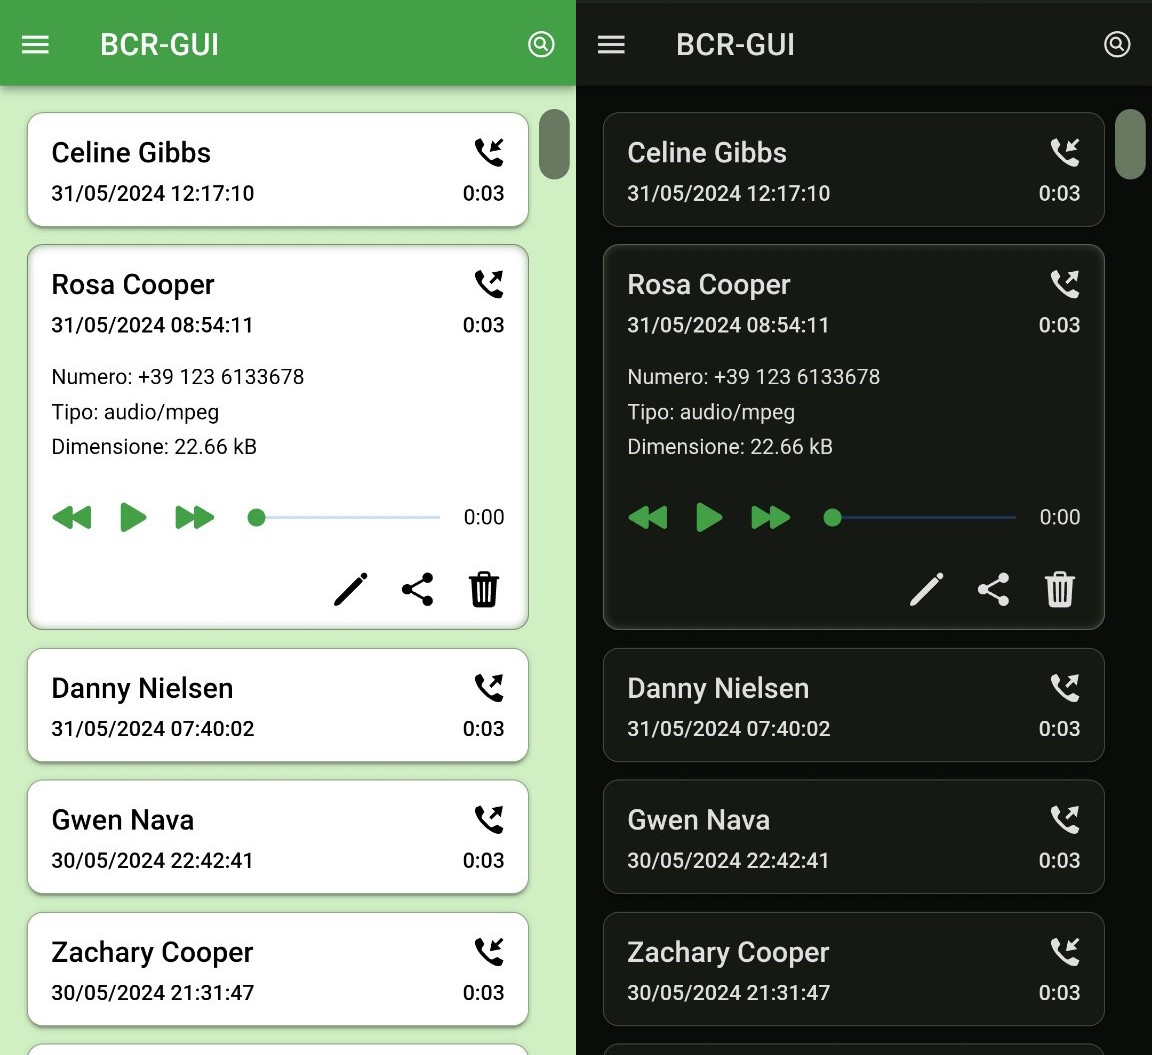 BCR-GUI
Celine Gibbs
31/05/2024 12:17:10 0:03
Rosa Cooper
31/05/2024 08:54:11 0:03
Numero: +39 123 6133678
Tipo: audio/mpeg
Dimensione: 22.66 kB
0:00
Danny Nielsen
31/05/2024 07:40:02 0:03
Gwen Nava
30/05/2024 22:42:41 0:03
Zachary Cooper
30/05/2024 21:31:47 0:03
BCR-GUI
Celine Gibbs
31/05/2024 12:17:10 0:03
Rosa Cooper
31/05/2024 08:54:11 0:03
Numero: +39 123 6133678
Tipo: audio/mpeg
Dimensione: 22.66 kB
0:00
Danny Nielsen
31/05/2024 07:40:02 0:03
Gwen Nava
30/05/2024 22:42:41 0:03
Zachary Cooper
30/05/2024 21:31:47 0:03